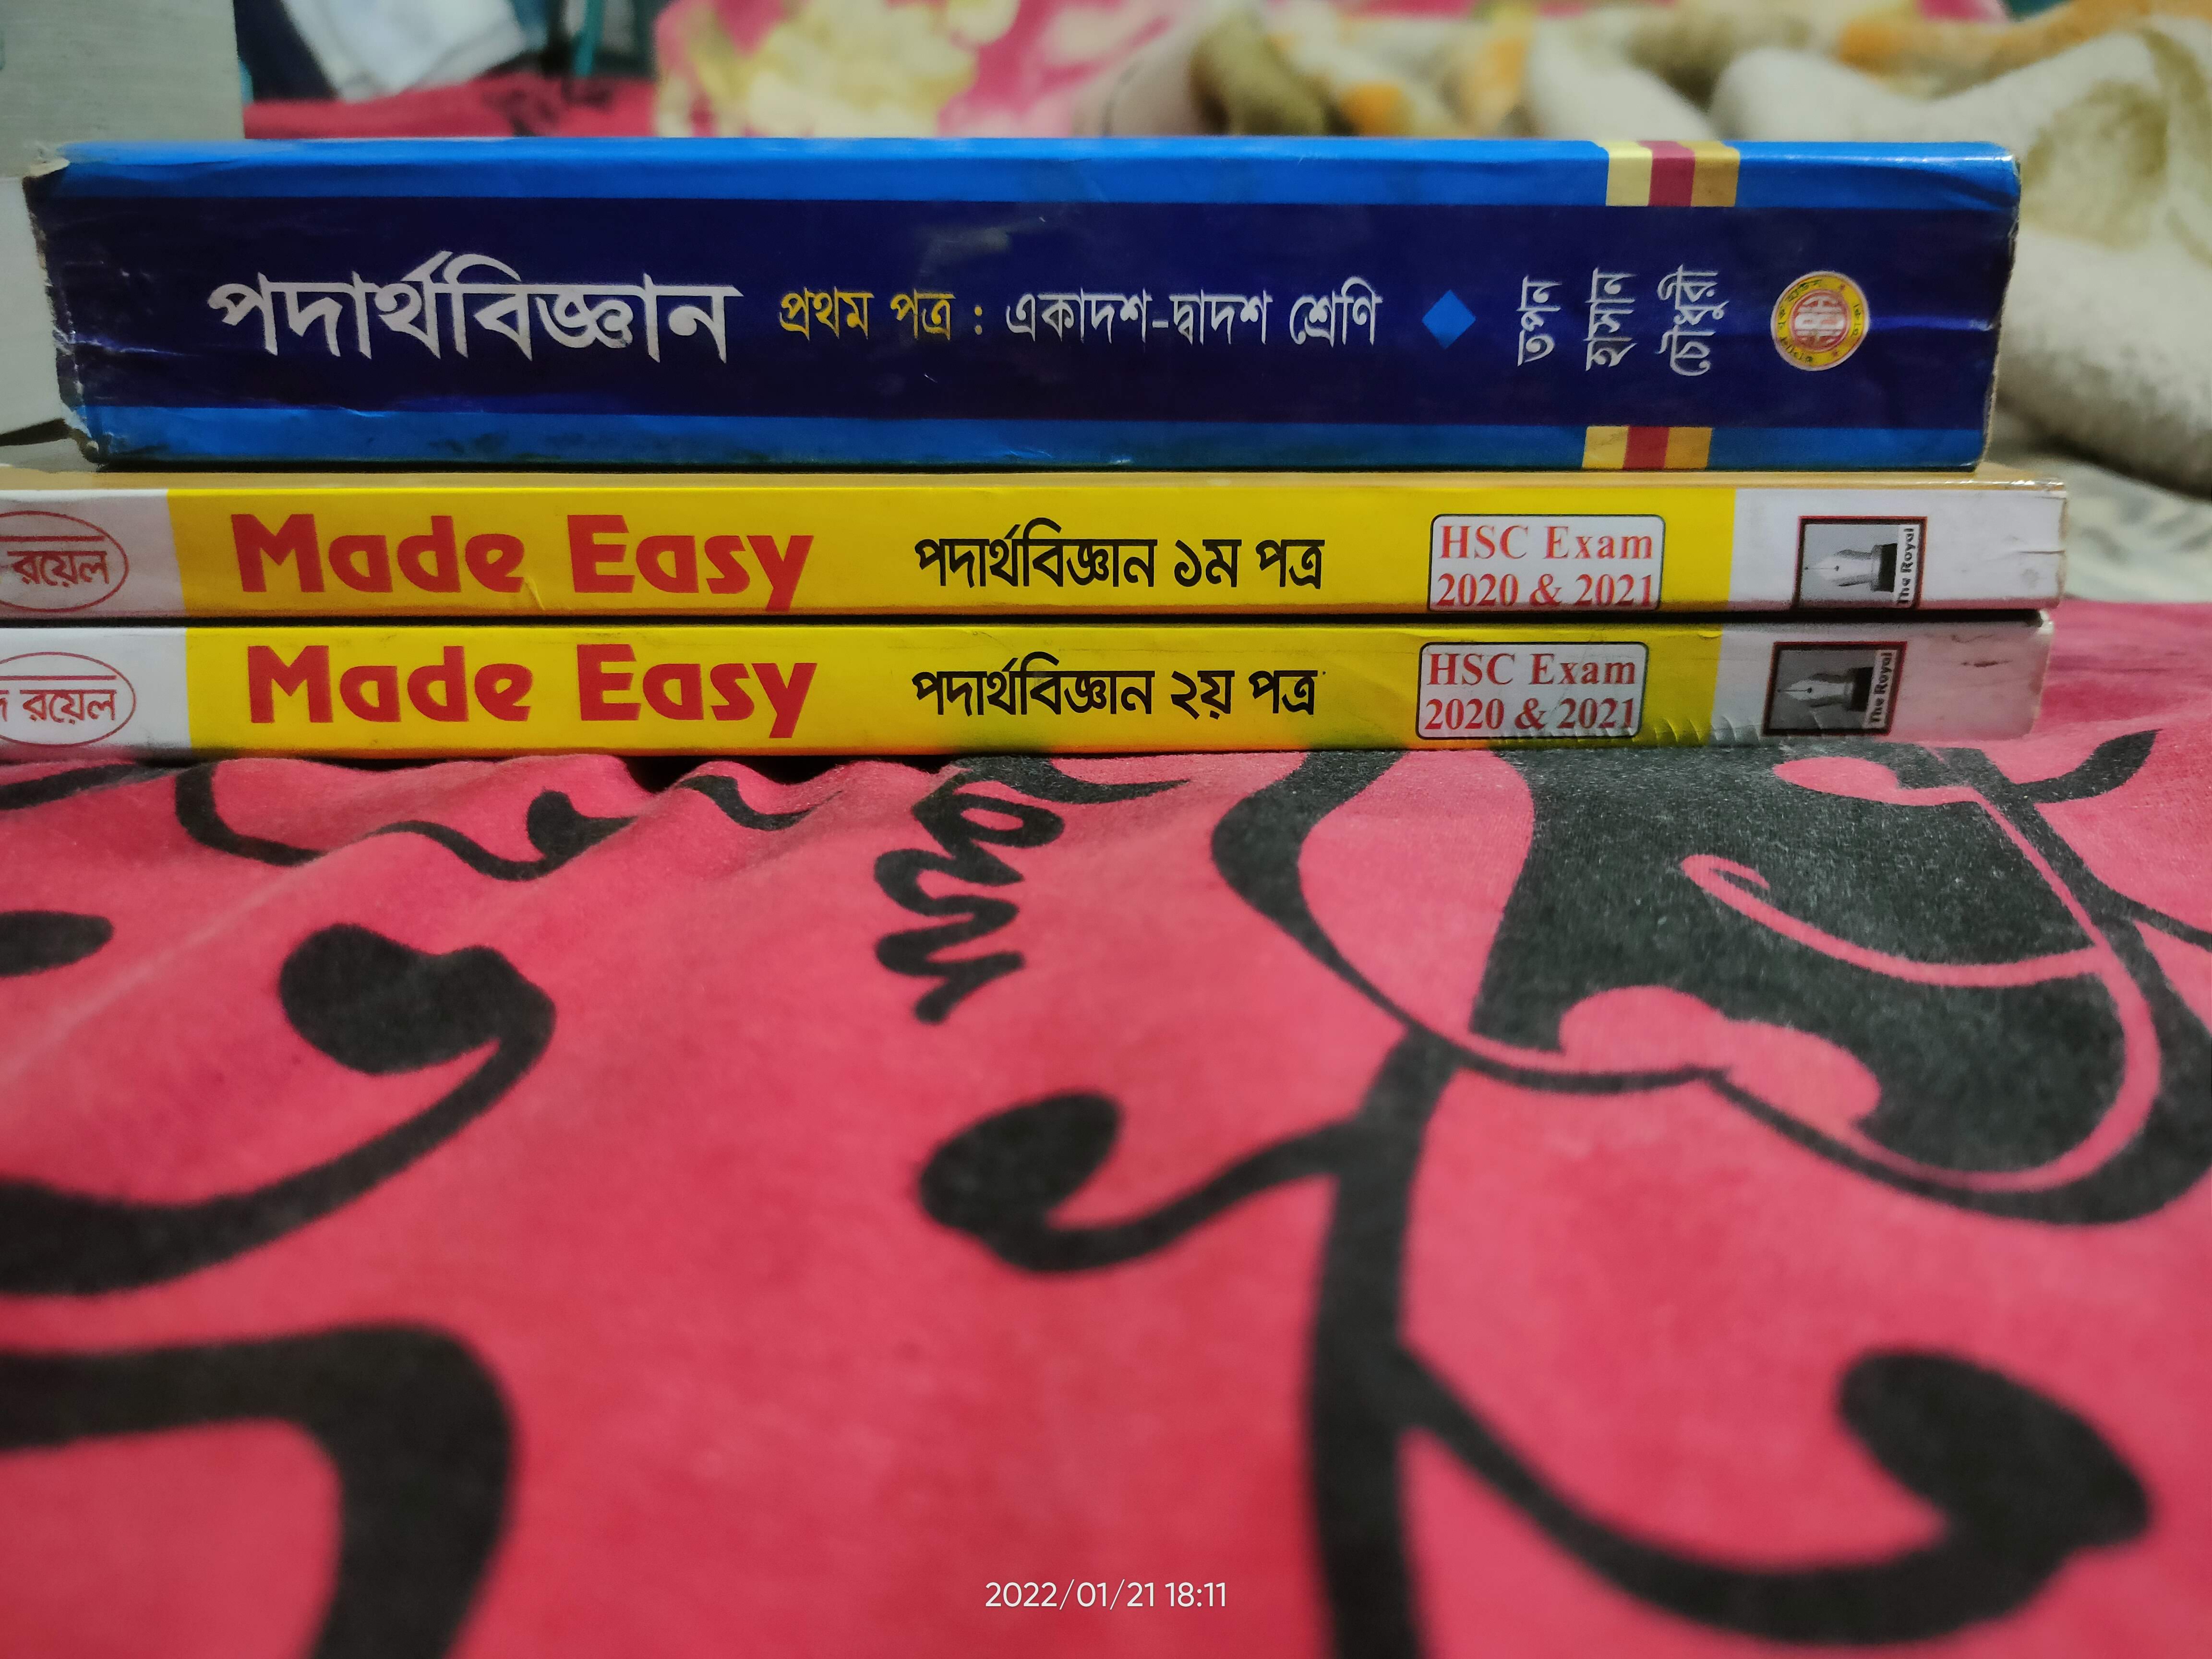 পদার্থবিজ্ঞান প্রথম পত্র : একাদশ-দ্বাদশ শ্রেণি
তপন
হাসান
চৌধুরী
রয়েল
Made Easy পদার্থবিজ্ঞান ১ম পত্র
HSC Exam
2020 & 2021
The Royal
রয়েল
Made Easy পদার্থবিজ্ঞান ২য় পত্র
HSC Exam
2020 & 2021
The Royal
2022/01/21 18:11